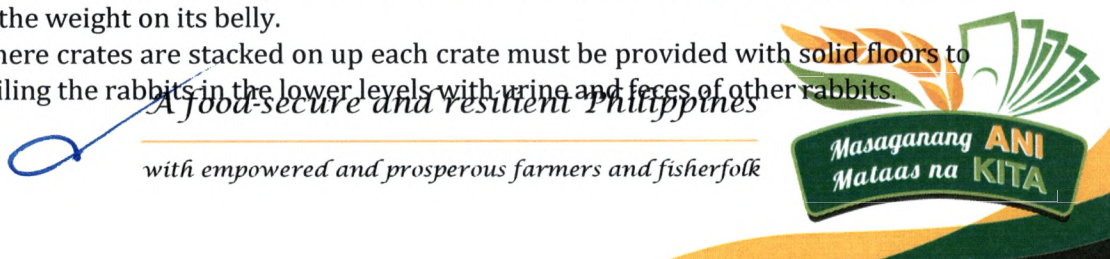 the weight on its belly.
here crates are stacked on up each crate must be provided with solid floors to
iling the rabbits in the lower levels with urine and feces of other rabbits.
A food-secure and resilient Philippines
with empowered and prosperous farmers and fisherfolk
Masaganang ANI
Mataas na KITA